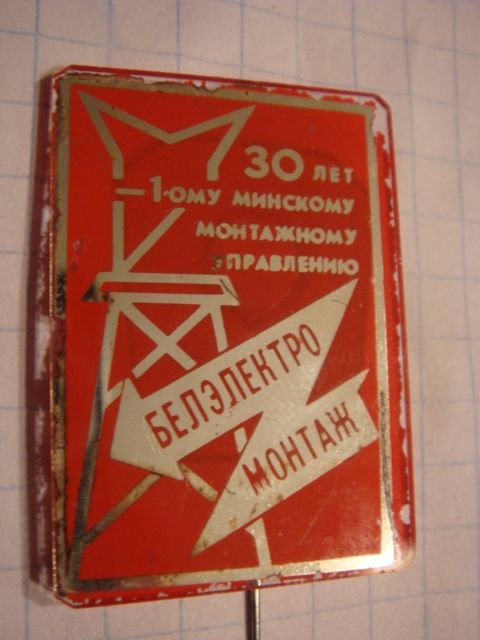 30 ЛЕТ
1-ОМУ МИНСКОМУ
МОНТАЖНОМУ
УПРАВЛЕНИЮ
БЕЛЭЛЕКТРО
МОНТАЖ